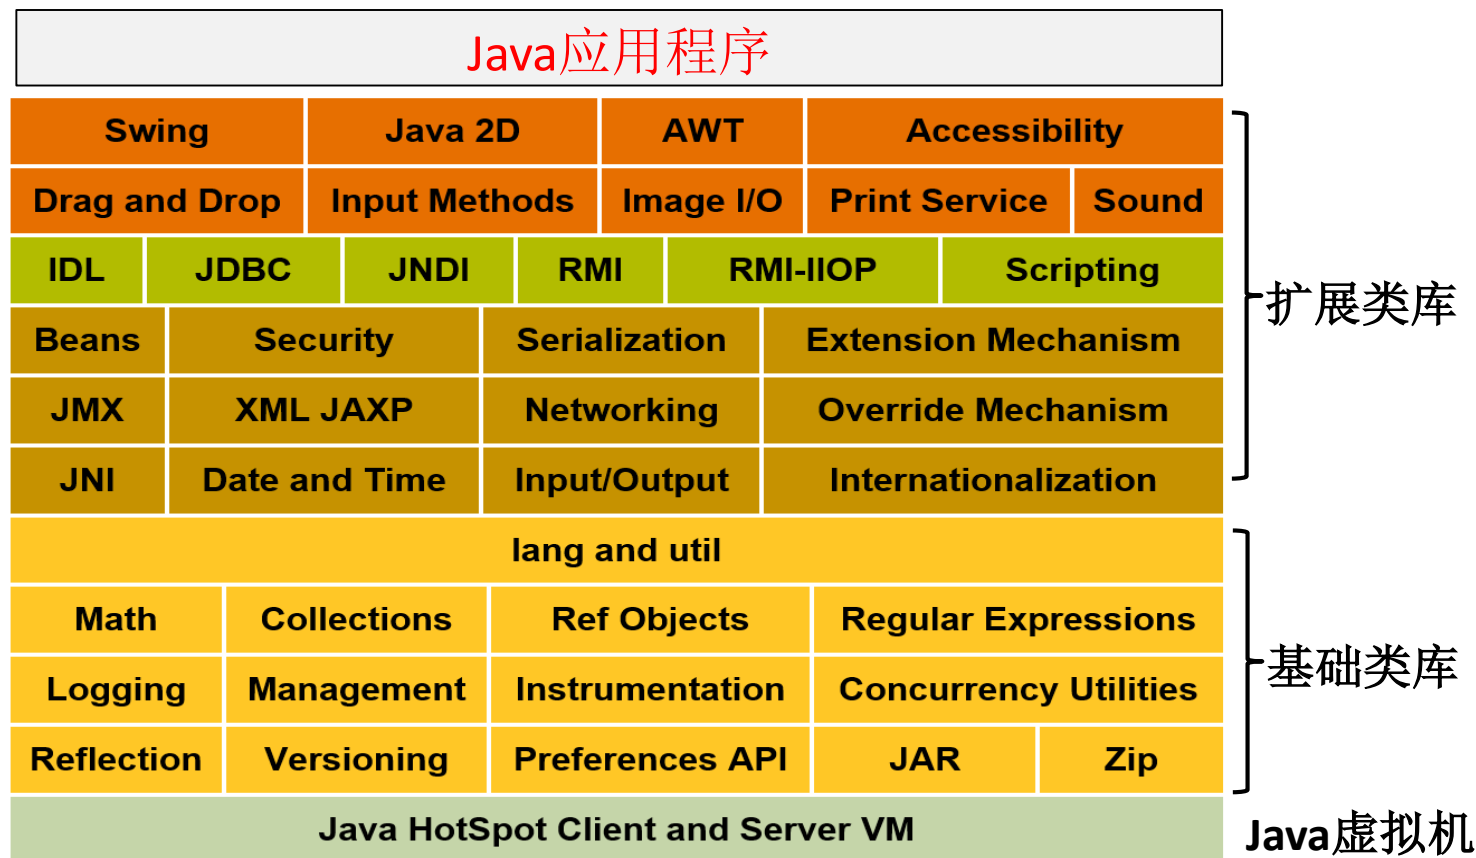 Java应用程序
Swing Java 2D AWT Accessibility
Drag and Drop Input Methods Image I/O Print Service Sound
IDL JDBC JNDI RMI RMI-IIOP Scripting
扩展类库
Beans Security Serialization Extension Mechanism
JMX XML JAXP Networking Override Mechanism
JNI Date and Time Input/Output Internationalization
lang and util
Math Collections Ref Objects Regular Expressions
基础类库
Logging Management Instrumentation Concurrency Utilities
Reflection Versioning Preferences API JAR Zip
Java HotSpot Client and Server VM
Java虚拟机